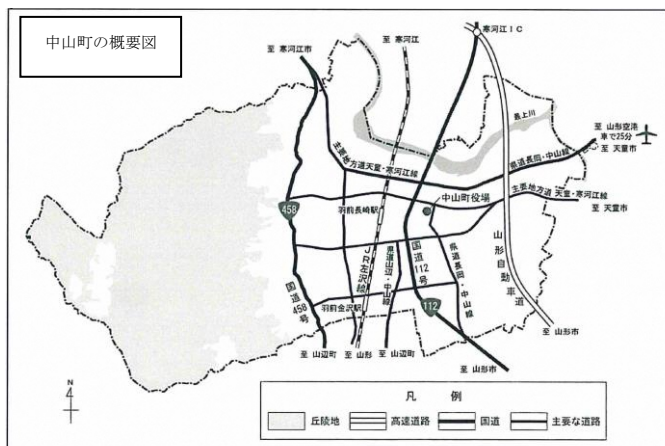 中山町の概要図
至 寒河江市
至 寒河江
寒河江IC
最上川
至 山形空港
車で25分
至 天童市
主要地方道天童・寒河江線
県道長岡・中山線
主要地方道 天童・寒河江線
至 天童市
中山町役場
458
羽前長崎駅
JR左沢線
県道山辺・中山線
国道112号
県道長岡・中山線
山形自動車道
国道458号
羽前金沢駅
112
至 山辺町
至 山形
至 山辺町
至 山形市
至 山形市
N
4
凡 例
丘陵地
高速道路
国道
主要な道路